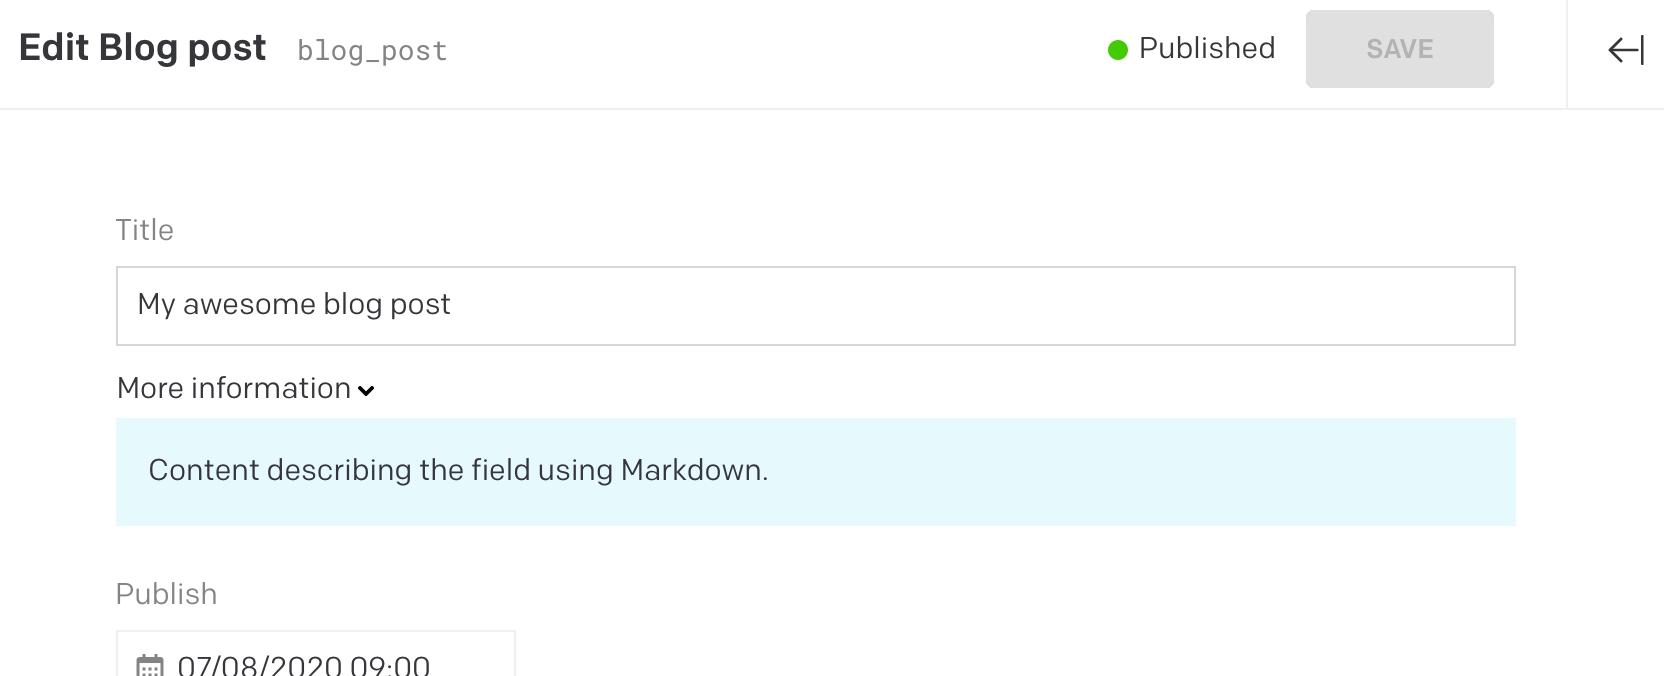 Edit Blog post blog_post Published SAVE
Title
My awesome blog post
More information
Content describing the field using Markdown.
Publish
07/08/2020 09:00